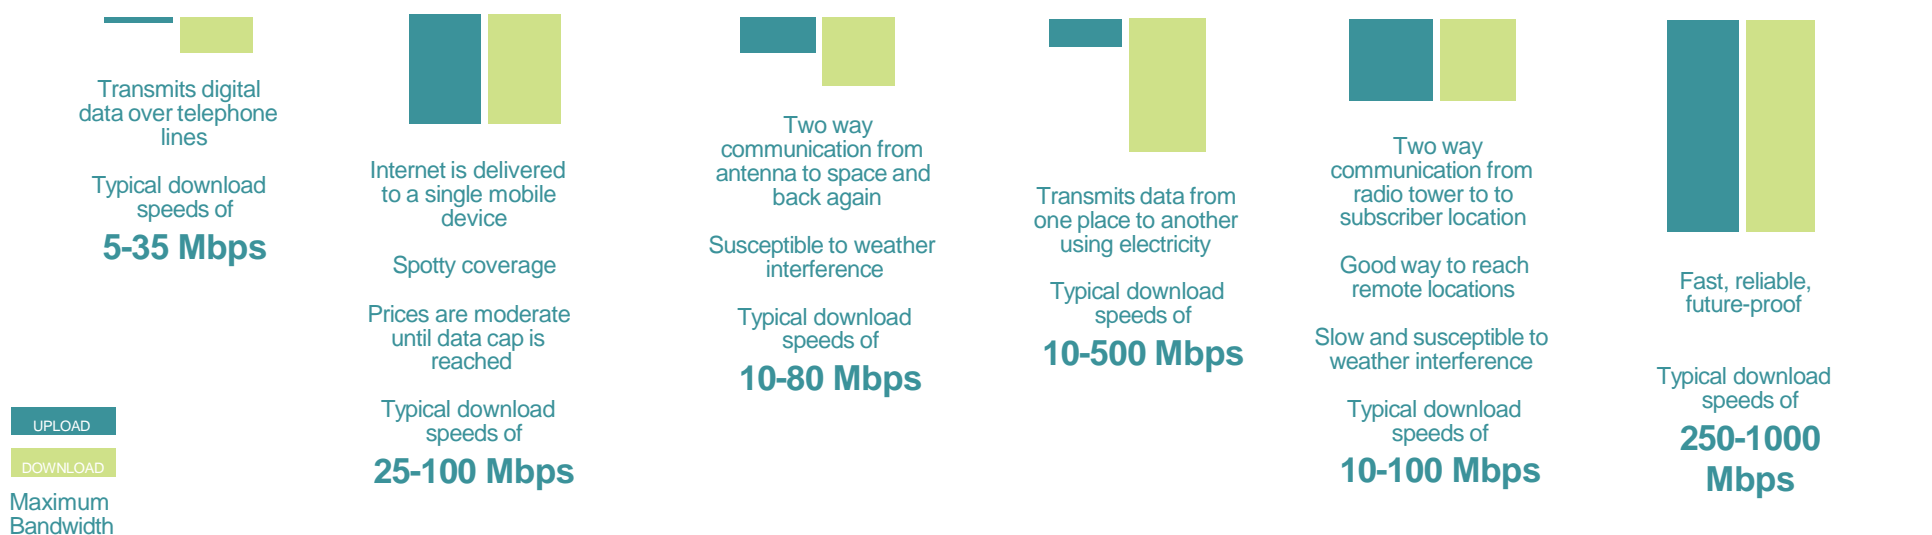 Transmits digital
data over telephone
lines
Typical download
speeds of
5-35 Mbps
Internet is delivered
to a single mobile
device
Spotty coverage
Prices are moderate
until data cap is
reached
Typical download
speeds of
25-100 Mbps
Two way
communication from
antenna to space and
back again
Susceptible to weather
interference
Typical download
speeds of
10-80 Mbps
Transmits data from
one place to another
using electricity
Typical download
speeds of
10-500 Mbps
Two way
communication from
radio tower to to
subscriber location
Good way to reach
remote locations
Slow and susceptible to
weather interference
Typical download
speeds of
10-100 Mbps
Fast, reliable,
future-proof
Typical download
speeds of
250-1000
Mbps
UPLOAD
DOWNLOAD
Maximum
Bandwidth